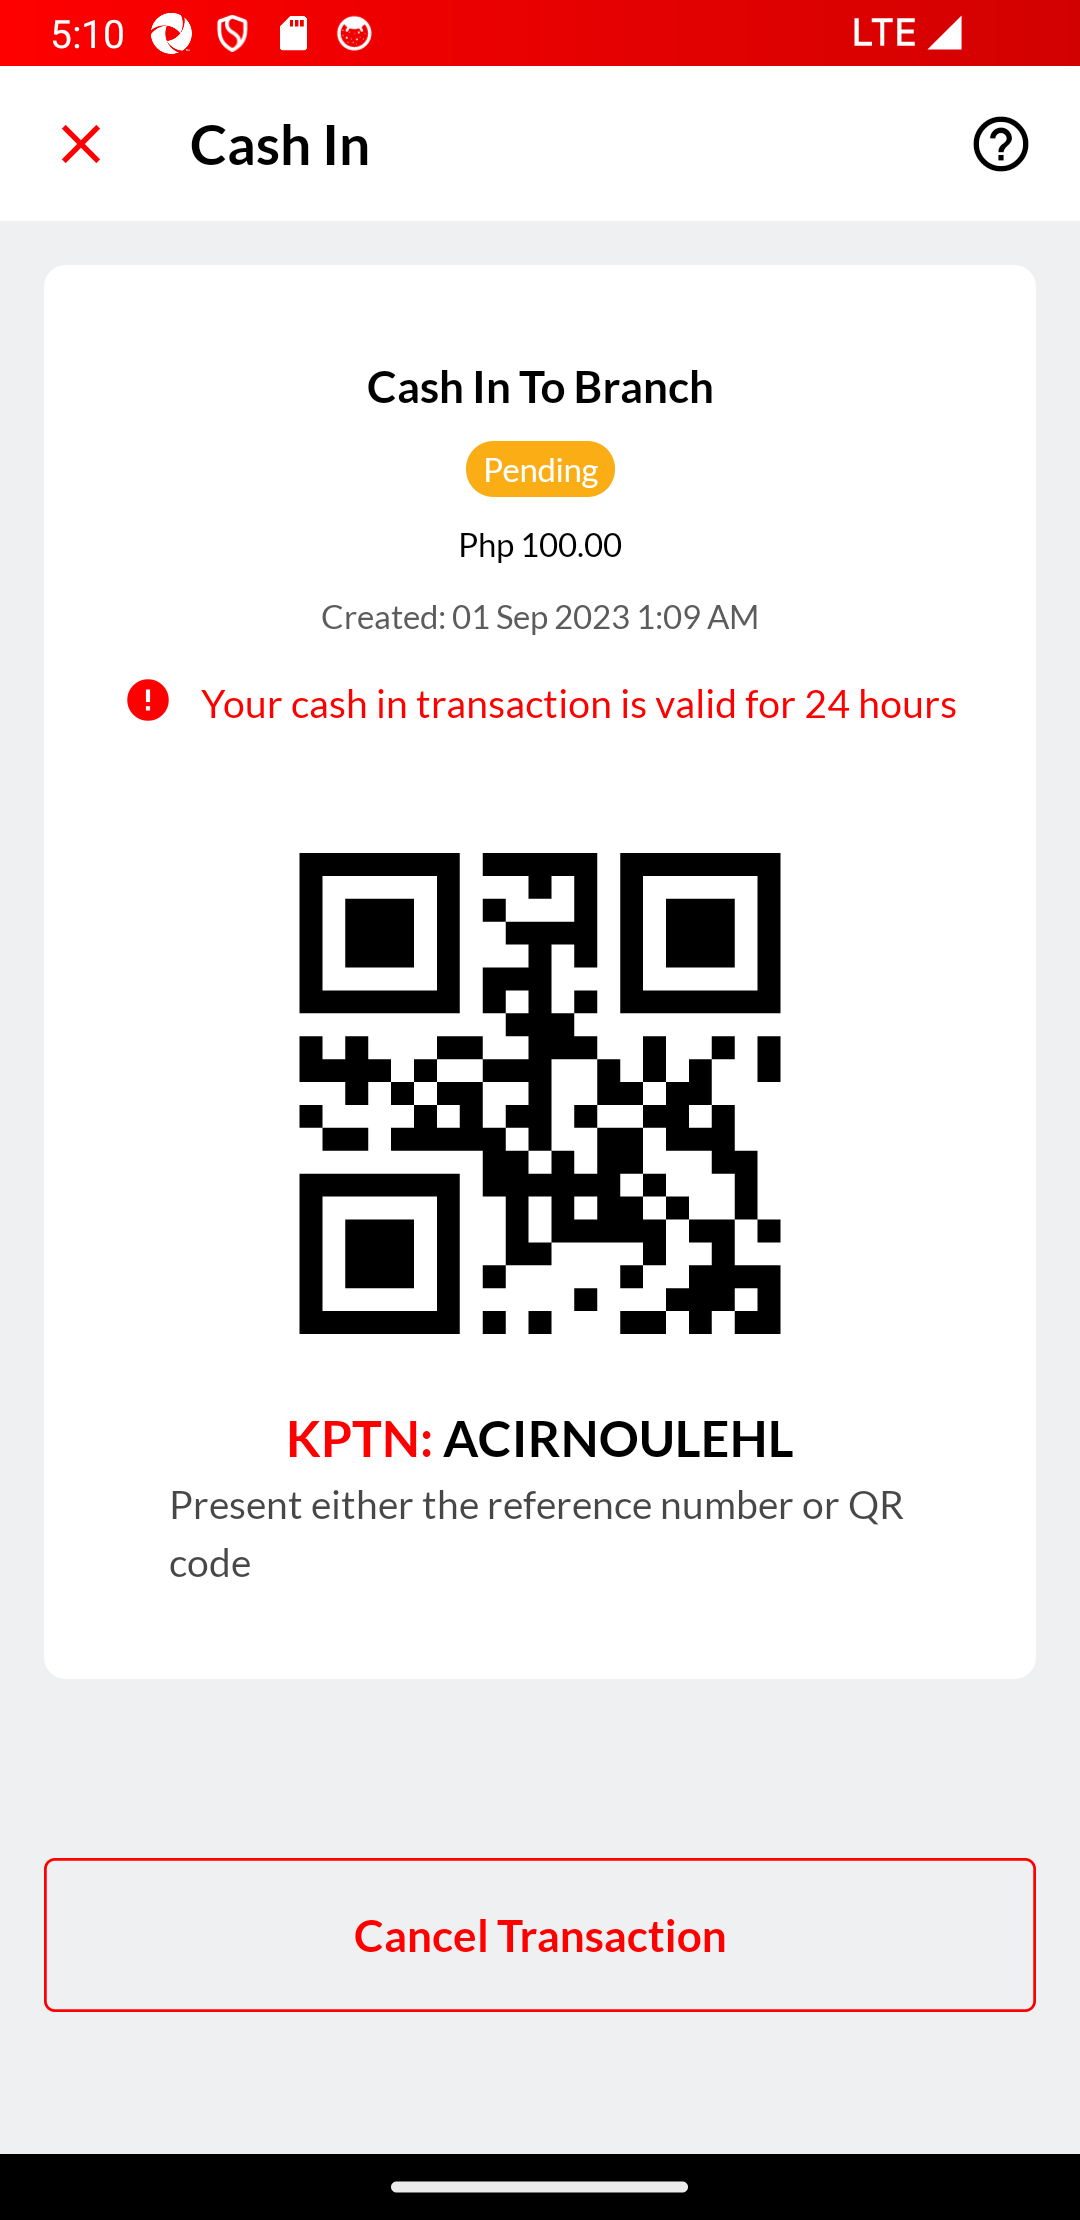 5:10
LTE
Cash In
Cash In To Branch
Pending
Php 100.00
Created: 01 Sep 2023 1:09 AM
Your cash in transaction is valid for 24 hours
KPTN: ACIRNOULEHL
Present either the reference number or QR
code
Cancel Transaction